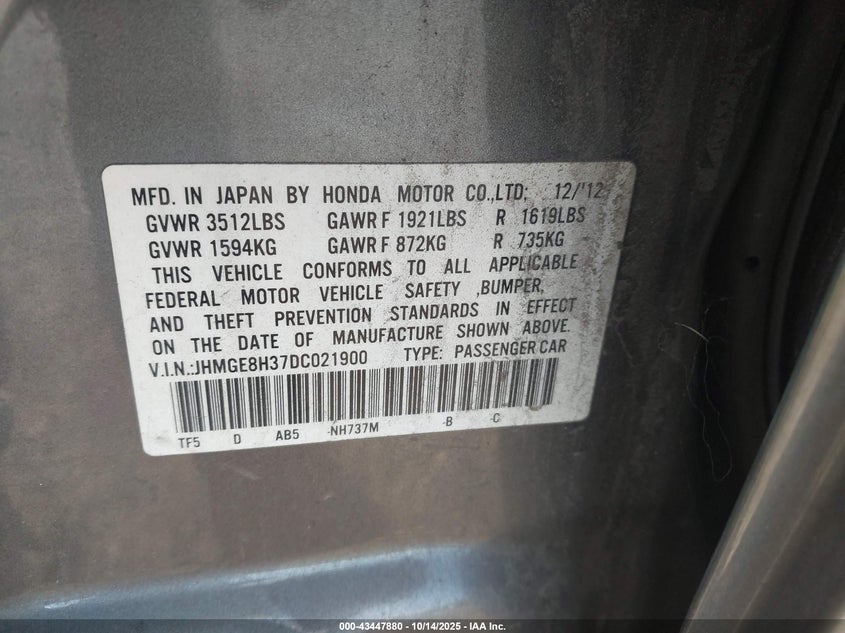 MFD. IN JAPAN BY HONDA MOTOR CO.,LTD; 12/'12
GVWR 3512LBS GAWR F 1921LBS R 1619LBS
GVWR 1594KG GAWR F 872KG R 735KG
THIS VEHICLE CONFORMS TO ALL APPLICABLE
FEDERAL MOTOR VEHICLE SAFETY ,BUMPER,
AND THEFT PREVENTION STANDARDS IN EFFECT
ON THE DATE OF MANUFACTURE SHOWN ABOVE.
V.I.N.:JHMGE8H37DC021900 TYPE: PASSENGER CAR
TF5 D AB5 -NH737M -B -C
000-43447880 | 10/14/2025 | IAA Inc.